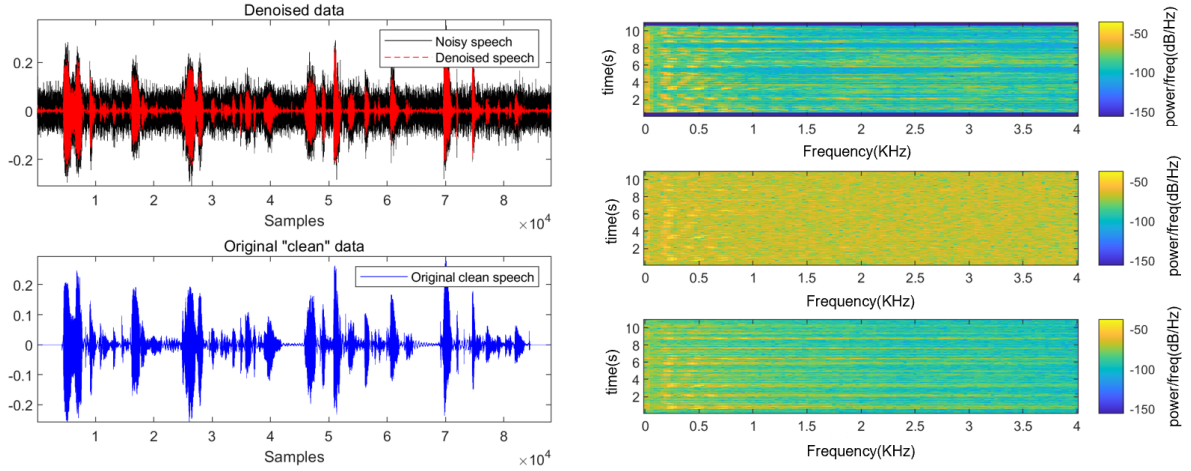 Denoised data
Noisy speech
Denoised speech
0.2
0
-0.2
1 2 3 4 5 6 7 8
×10⁴
Samples
Original "clean" data
Original clean speech
0.2
0.1
0
-0.1
-0.2
1 2 3 4 5 6 7 8
×10⁴
Samples
time(s)
10
8
6
4
2
0 0.5 1 1.5 2 2.5 3 3.5 4
Frequency(KHz)
-50
-100
-150
power/freq(dB/Hz)
time(s)
10
8
6
4
2
0 0.5 1 1.5 2 2.5 3 3.5 4
Frequency(KHz)
-50
-100
-150
power/freq(dB/Hz)
time(s)
10
8
6
4
2
0 0.5 1 1.5 2 2.5 3 3.5 4
Frequency(KHz)
-50
-100
-150
power/freq(dB/Hz)